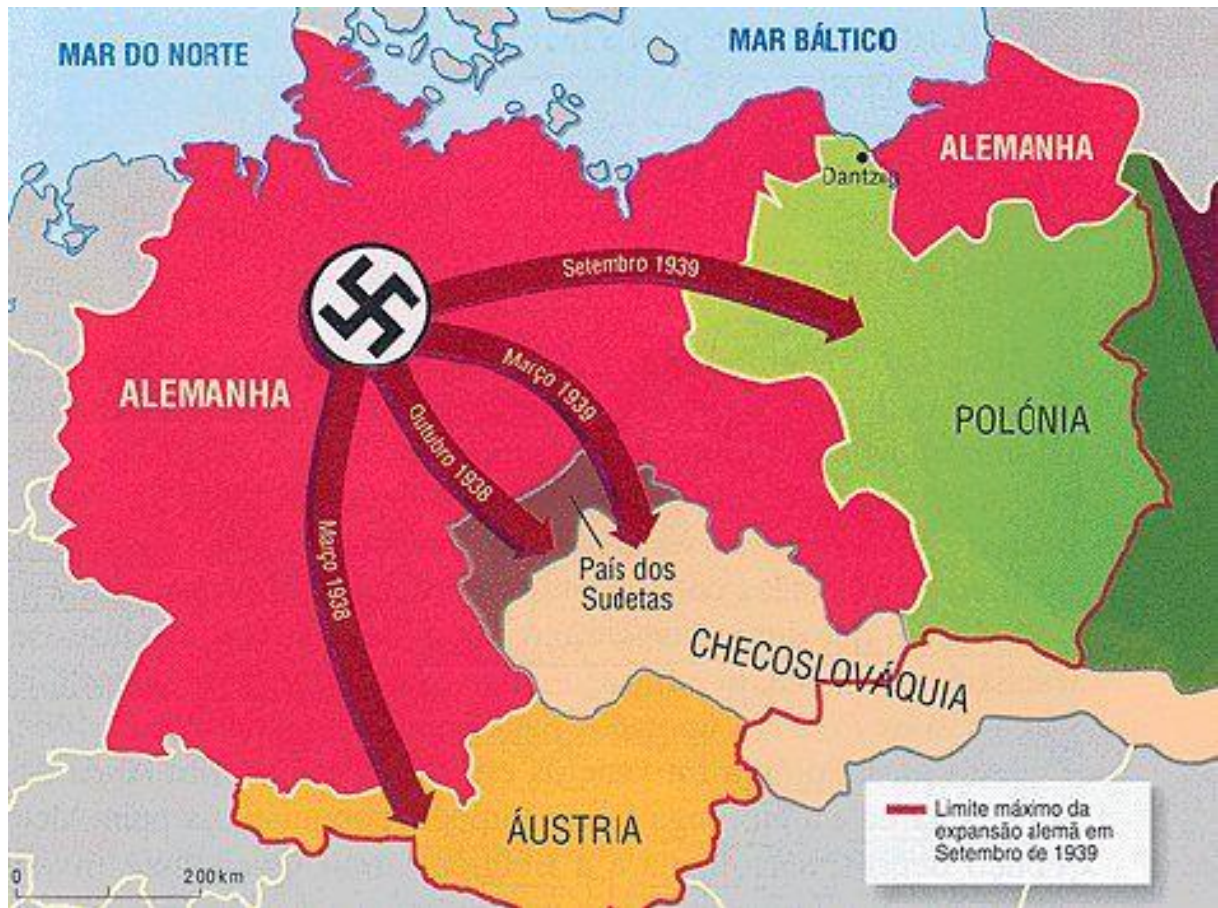 MAR DO NORTE
MAR BÁLTICO
ALEMANHA
Dantzig
Setembro 1939
Março 1939
ALEMANHA
Outubro 1938
POLÓNIA
Março 1938
País dos
Sudetas
CHECOSLOVÁQUIA
ÁUSTRIA
Limite máximo da
expansão alemã em
Setembro de 1939
0 200 km